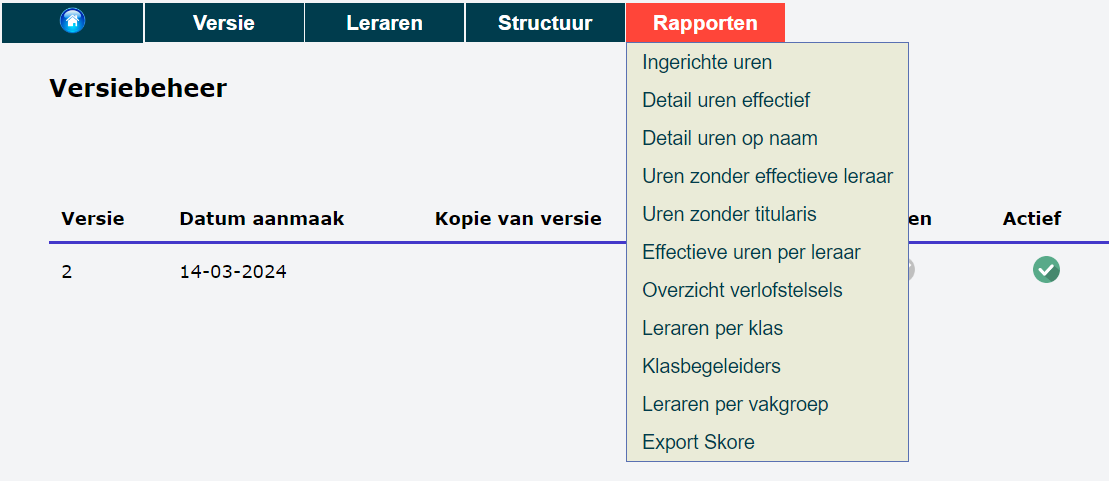 Versie Leraren Structuur Rapporten
Versiebeheer
Ingerichte uren
Detail uren effectief
Detail uren op naam
Uren zonder effectieve leraar
Uren zonder titularis
Effectieve uren per leraar
Overzicht verlofstelsels
Leraren per klas
Klasbegeleiders
Leraren per vakgroep
Export Skore
Versie Datum aanmaak Kopie van versie en Actief
2 14-03-2024